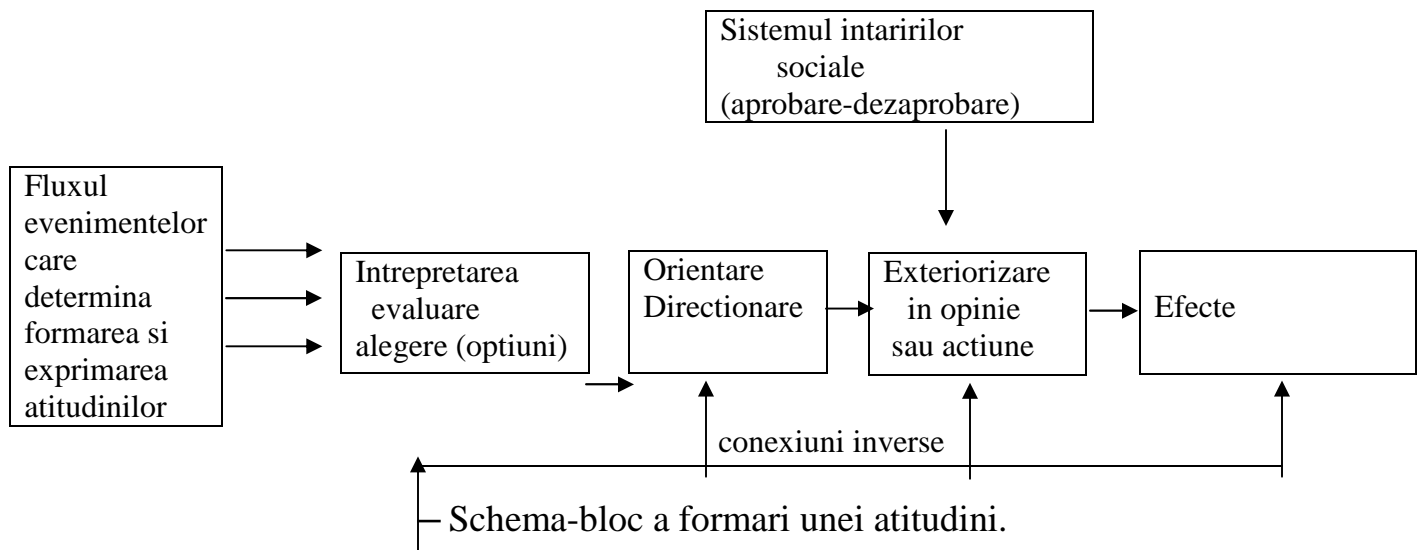 Sistemul intaririlor
sociale
(aprobare-dezaprobare)
Fluxul
evenimentelor
care
determina
formarea si
exprimarea
atitudinilor
Intrepretarea
evaluare
alegere (optiuni)
Orientare
Directionare
Exteriorizare
in opinie
sau actiune
Efecte
conexiuni inverse
– Schema-bloc a formari unei atitudini.